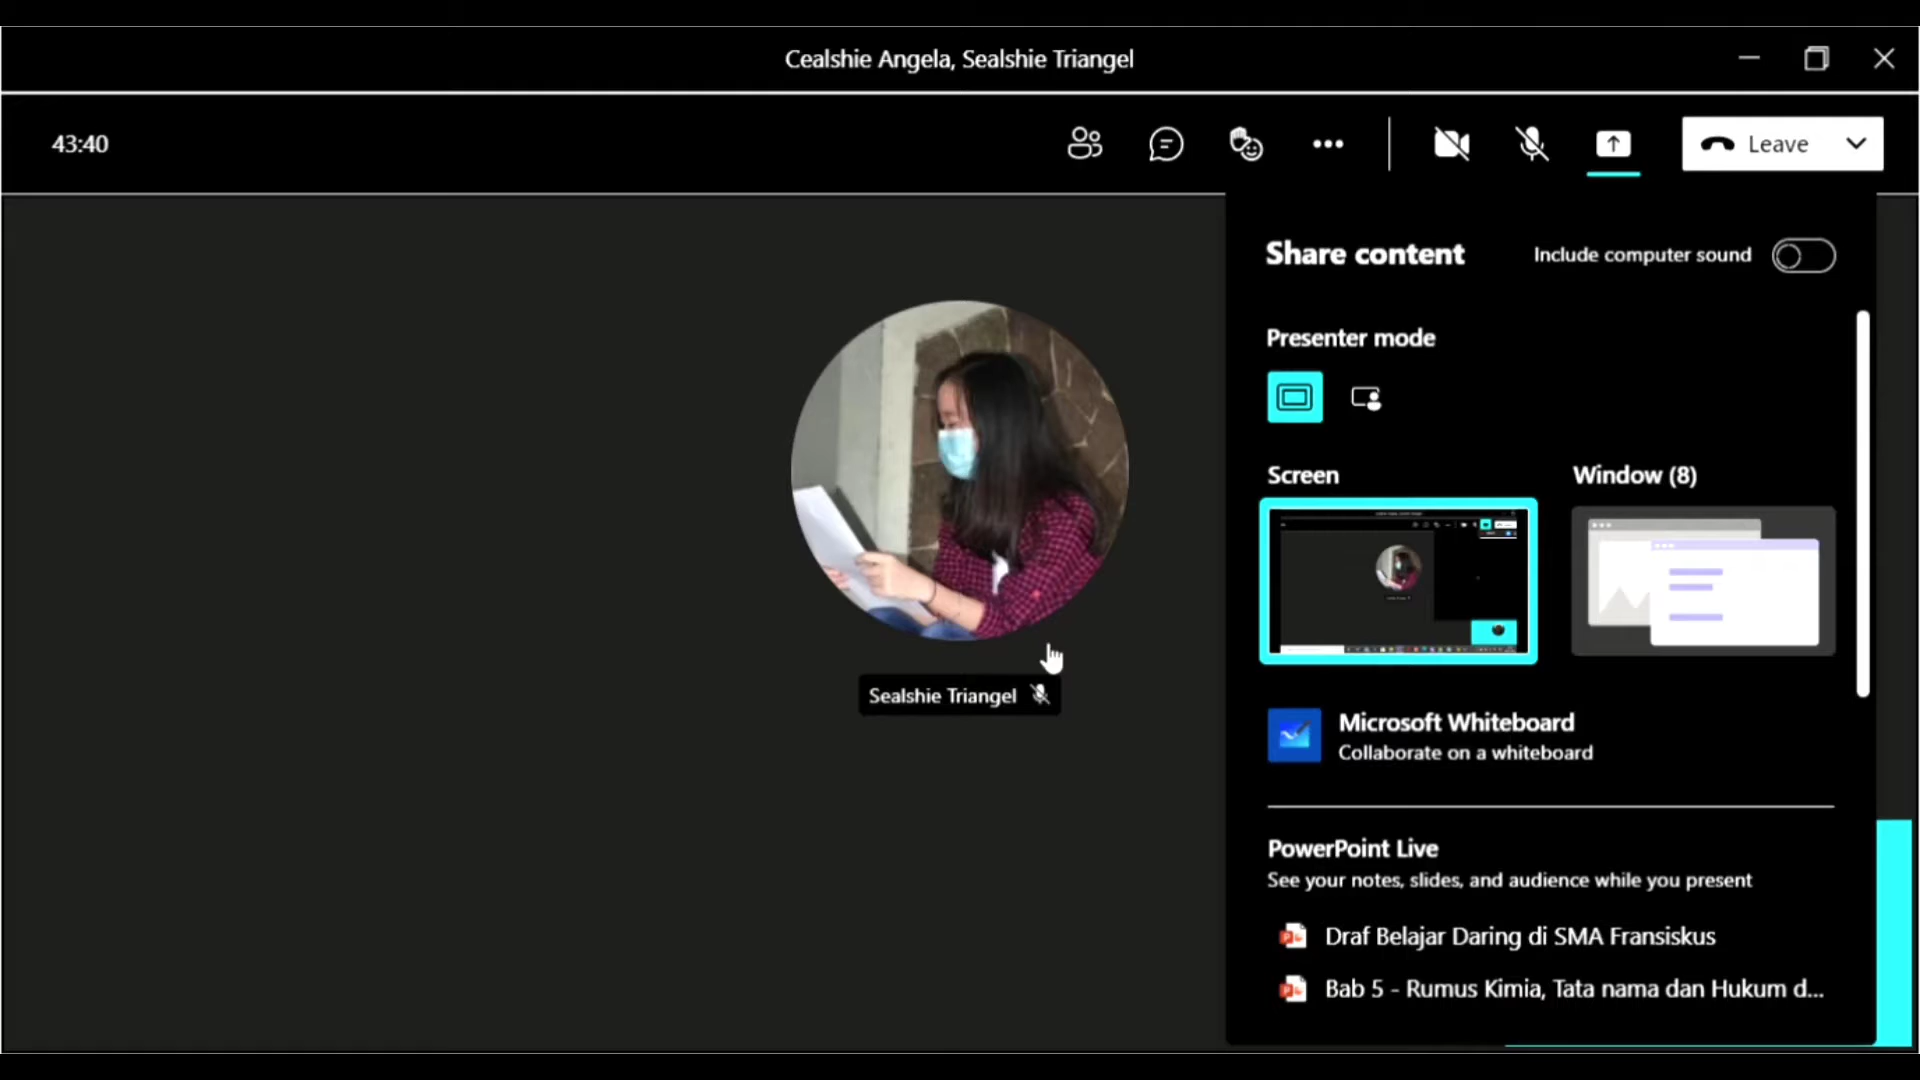 Cealshie Angela, Sealshie Triangel
43:40
Leave
Share content
Include computer sound
Presenter mode
Screen
Window (8)
Microsoft Whiteboard
Collaborate on a whiteboard
PowerPoint Live
See your notes, slides, and audience while you present
Draf Belajar Daring di SMA Fransiskus
Bab 5 - Rumus Kimia, Tata nama dan Hukum d...
Sealshie Triangel